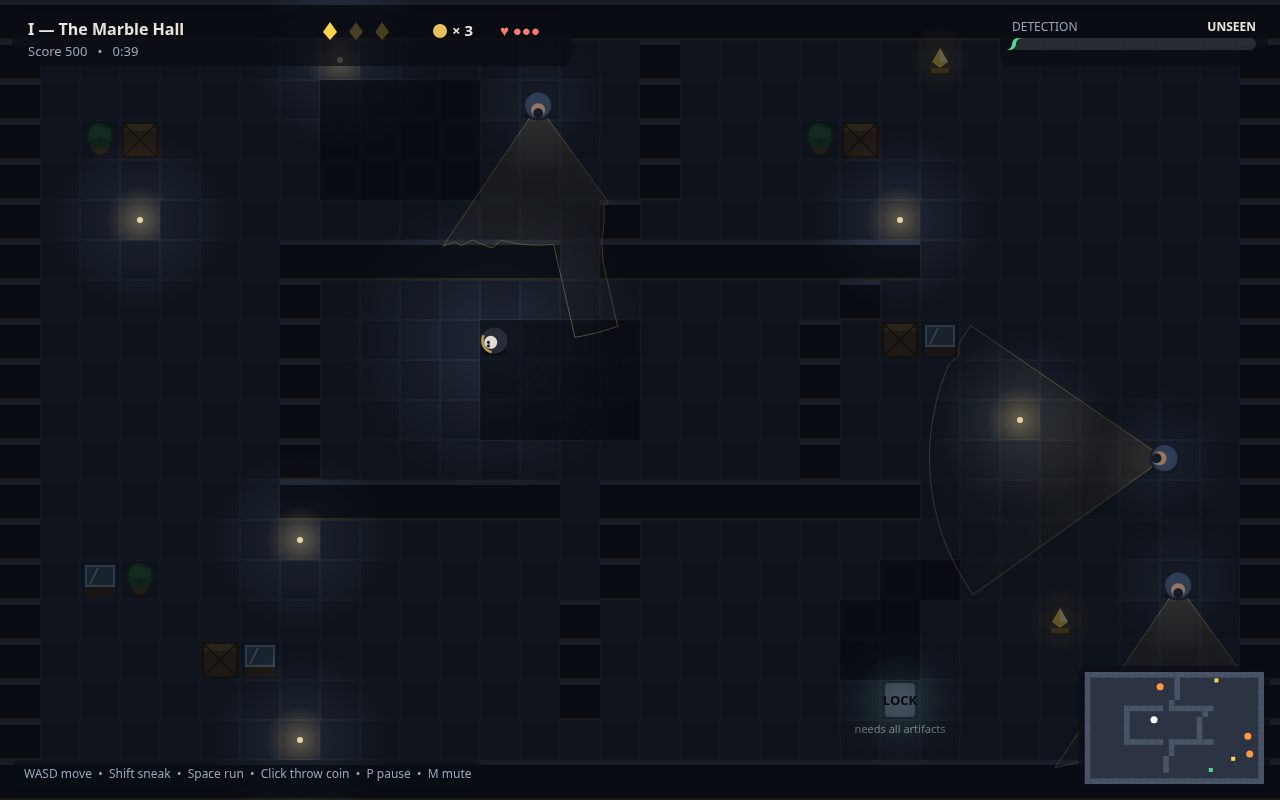 I — The Marble Hall
Score 500 • 0:39
× 3
DETECTION UNSEEN
LOCK
needs all artifacts
WASD move • Shift sneak • Space run • Click throw coin • P pause • M mute